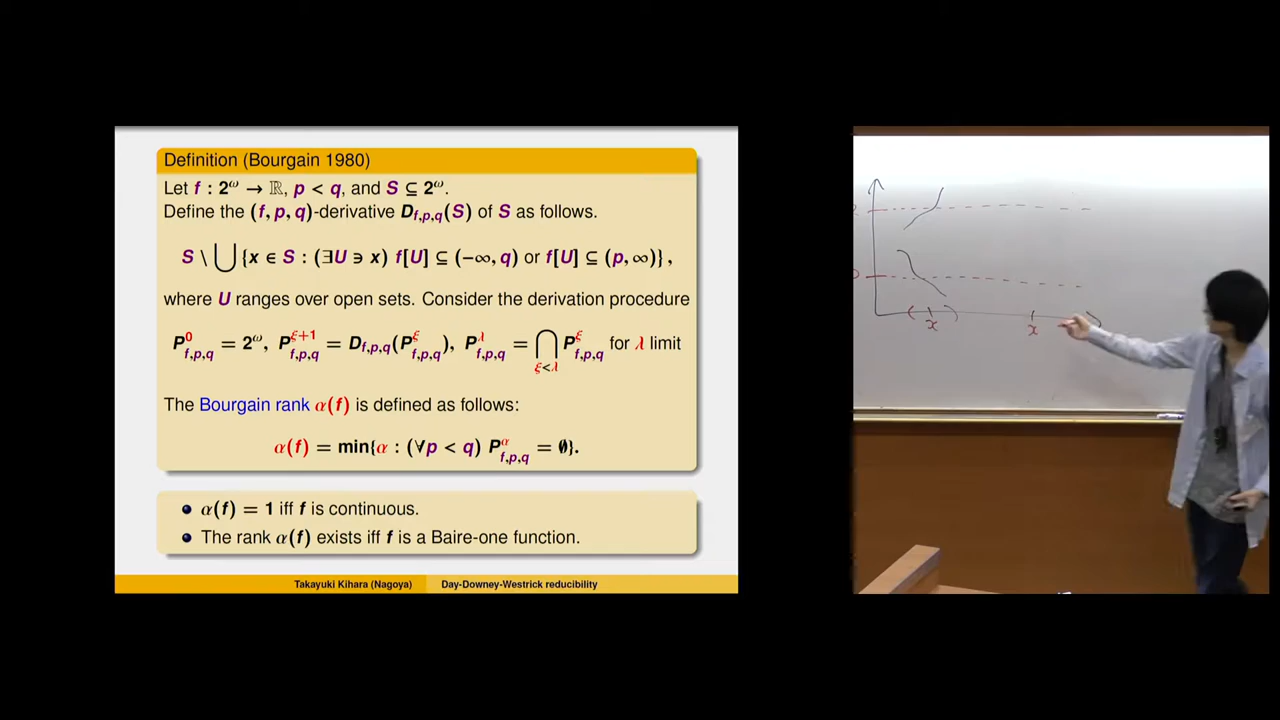 Definition (Bourgain 1980)
Let f : 2^ω → ℝ, p < q, and S ⊆ 2^ω.
Define the (f, p, q)-derivative D_{f,p,q}(S) of S as follows.
S \ ⋃ {x ∈ S : (∃U ∋ x) f[U] ⊆ (−∞, q) or f[U] ⊆ (p, ∞)},
where U ranges over open sets. Consider the derivation procedure
P^0_{f,p,q} = 2^ω, P^{ξ+1}_{f,p,q} = D_{f,p,q}(P^ξ_{f,p,q}), P^λ_{f,p,q} = ⋂_{ξ<λ} P^ξ_{f,p,q} for λ limit
The Bourgain rank α(f) is defined as follows:
α(f) = min{α : (∀p < q) P^α_{f,p,q} = ∅}.
α(f) = 1 iff f is continuous.
The rank α(f) exists iff f is a Baire-one function.
Takayuki Kihara (Nagoya) Day-Downey-Westrick reducibility
x x